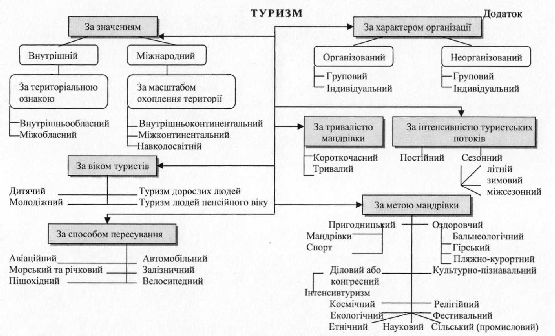 ТУРИЗМ
Додаток
За значенням
Внутрішній
Міжнародний
За територіальною
ознакою
Внутрішньообласний
Міжобласний
За масштабом
охоплення території
Внутрішньоконтинентальний
Міжконтинентальний
Навколосвітній
За характером організації
Організований
Неорганізований
Груповий
Індивідуальний
Груповий
Індивідуальний
За тривалістю
мандрівки
Короткочасний
Тривалий
За інтенсивністю туристських
потоків
Постійний
Сезонний
літній
зимовий
міжсезонний
За віком туристів
Дитячий
Туризм дорослих людей
Молодіжний
Туризм людей пенсійного віку
За способом пересування
Авіаційний
Автомобільний
Морський та річковий
Залізничний
Пішохідний
Велосипедний
За метою мандрівки
Пригодницький
Мандрівки
Спорт
Оздоровчий
Бальнеологічний
Гірський
Пляжно-курортний
Діловий або
конгресний
Культурно-пізнавальний
Інтенсивтуризм
Космічний
Релігійний
Екологічний
Фестивальний
Етнічний
Науковий
Сільський (промисловий)